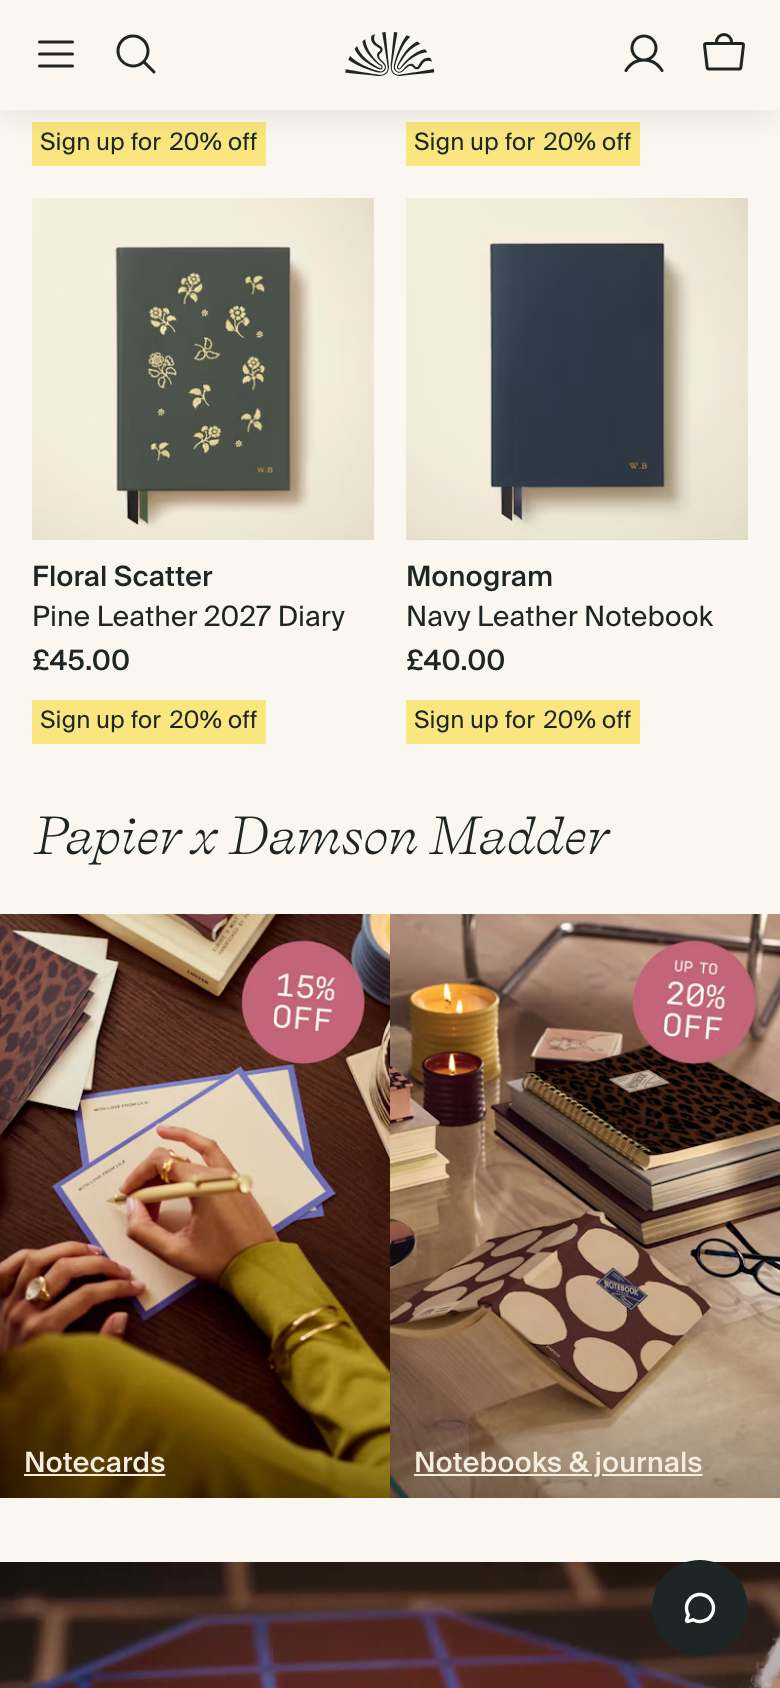 Sign up for 20% off
Sign up for 20% off
W.B
W.B
Floral Scatter
Pine Leather 2027 Diary
£45.00
Sign up for 20% off
Monogram
Navy Leather Notebook
£40.00
Sign up for 20% off
Papier x Damson Madder
15%
OFF
Notecards
UP TO
20%
OFF
NOTEBOOK
Notebooks & journals